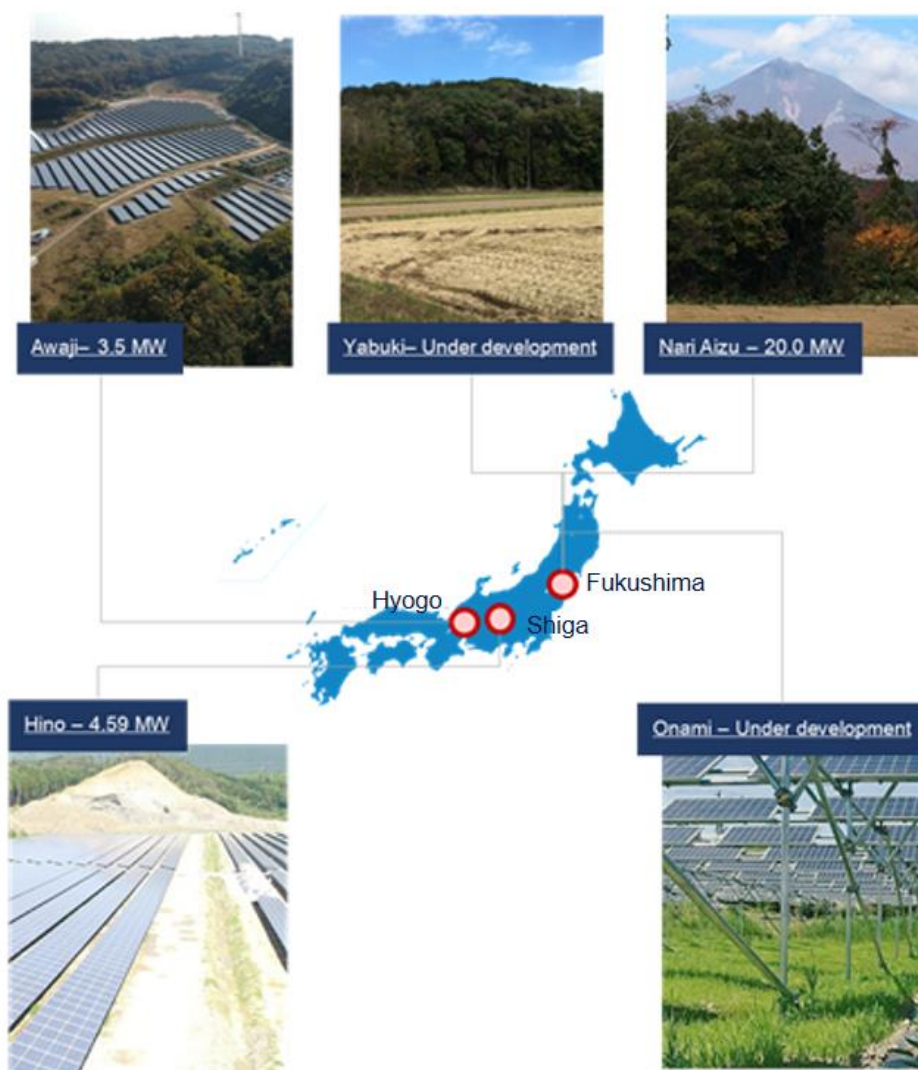 Awaji– 3.5 MW
Yabuki– Under development
Nari Aizu – 20.0 MW
Hyogo
Fukushima
Shiga
Hino – 4.59 MW
Onami – Under development